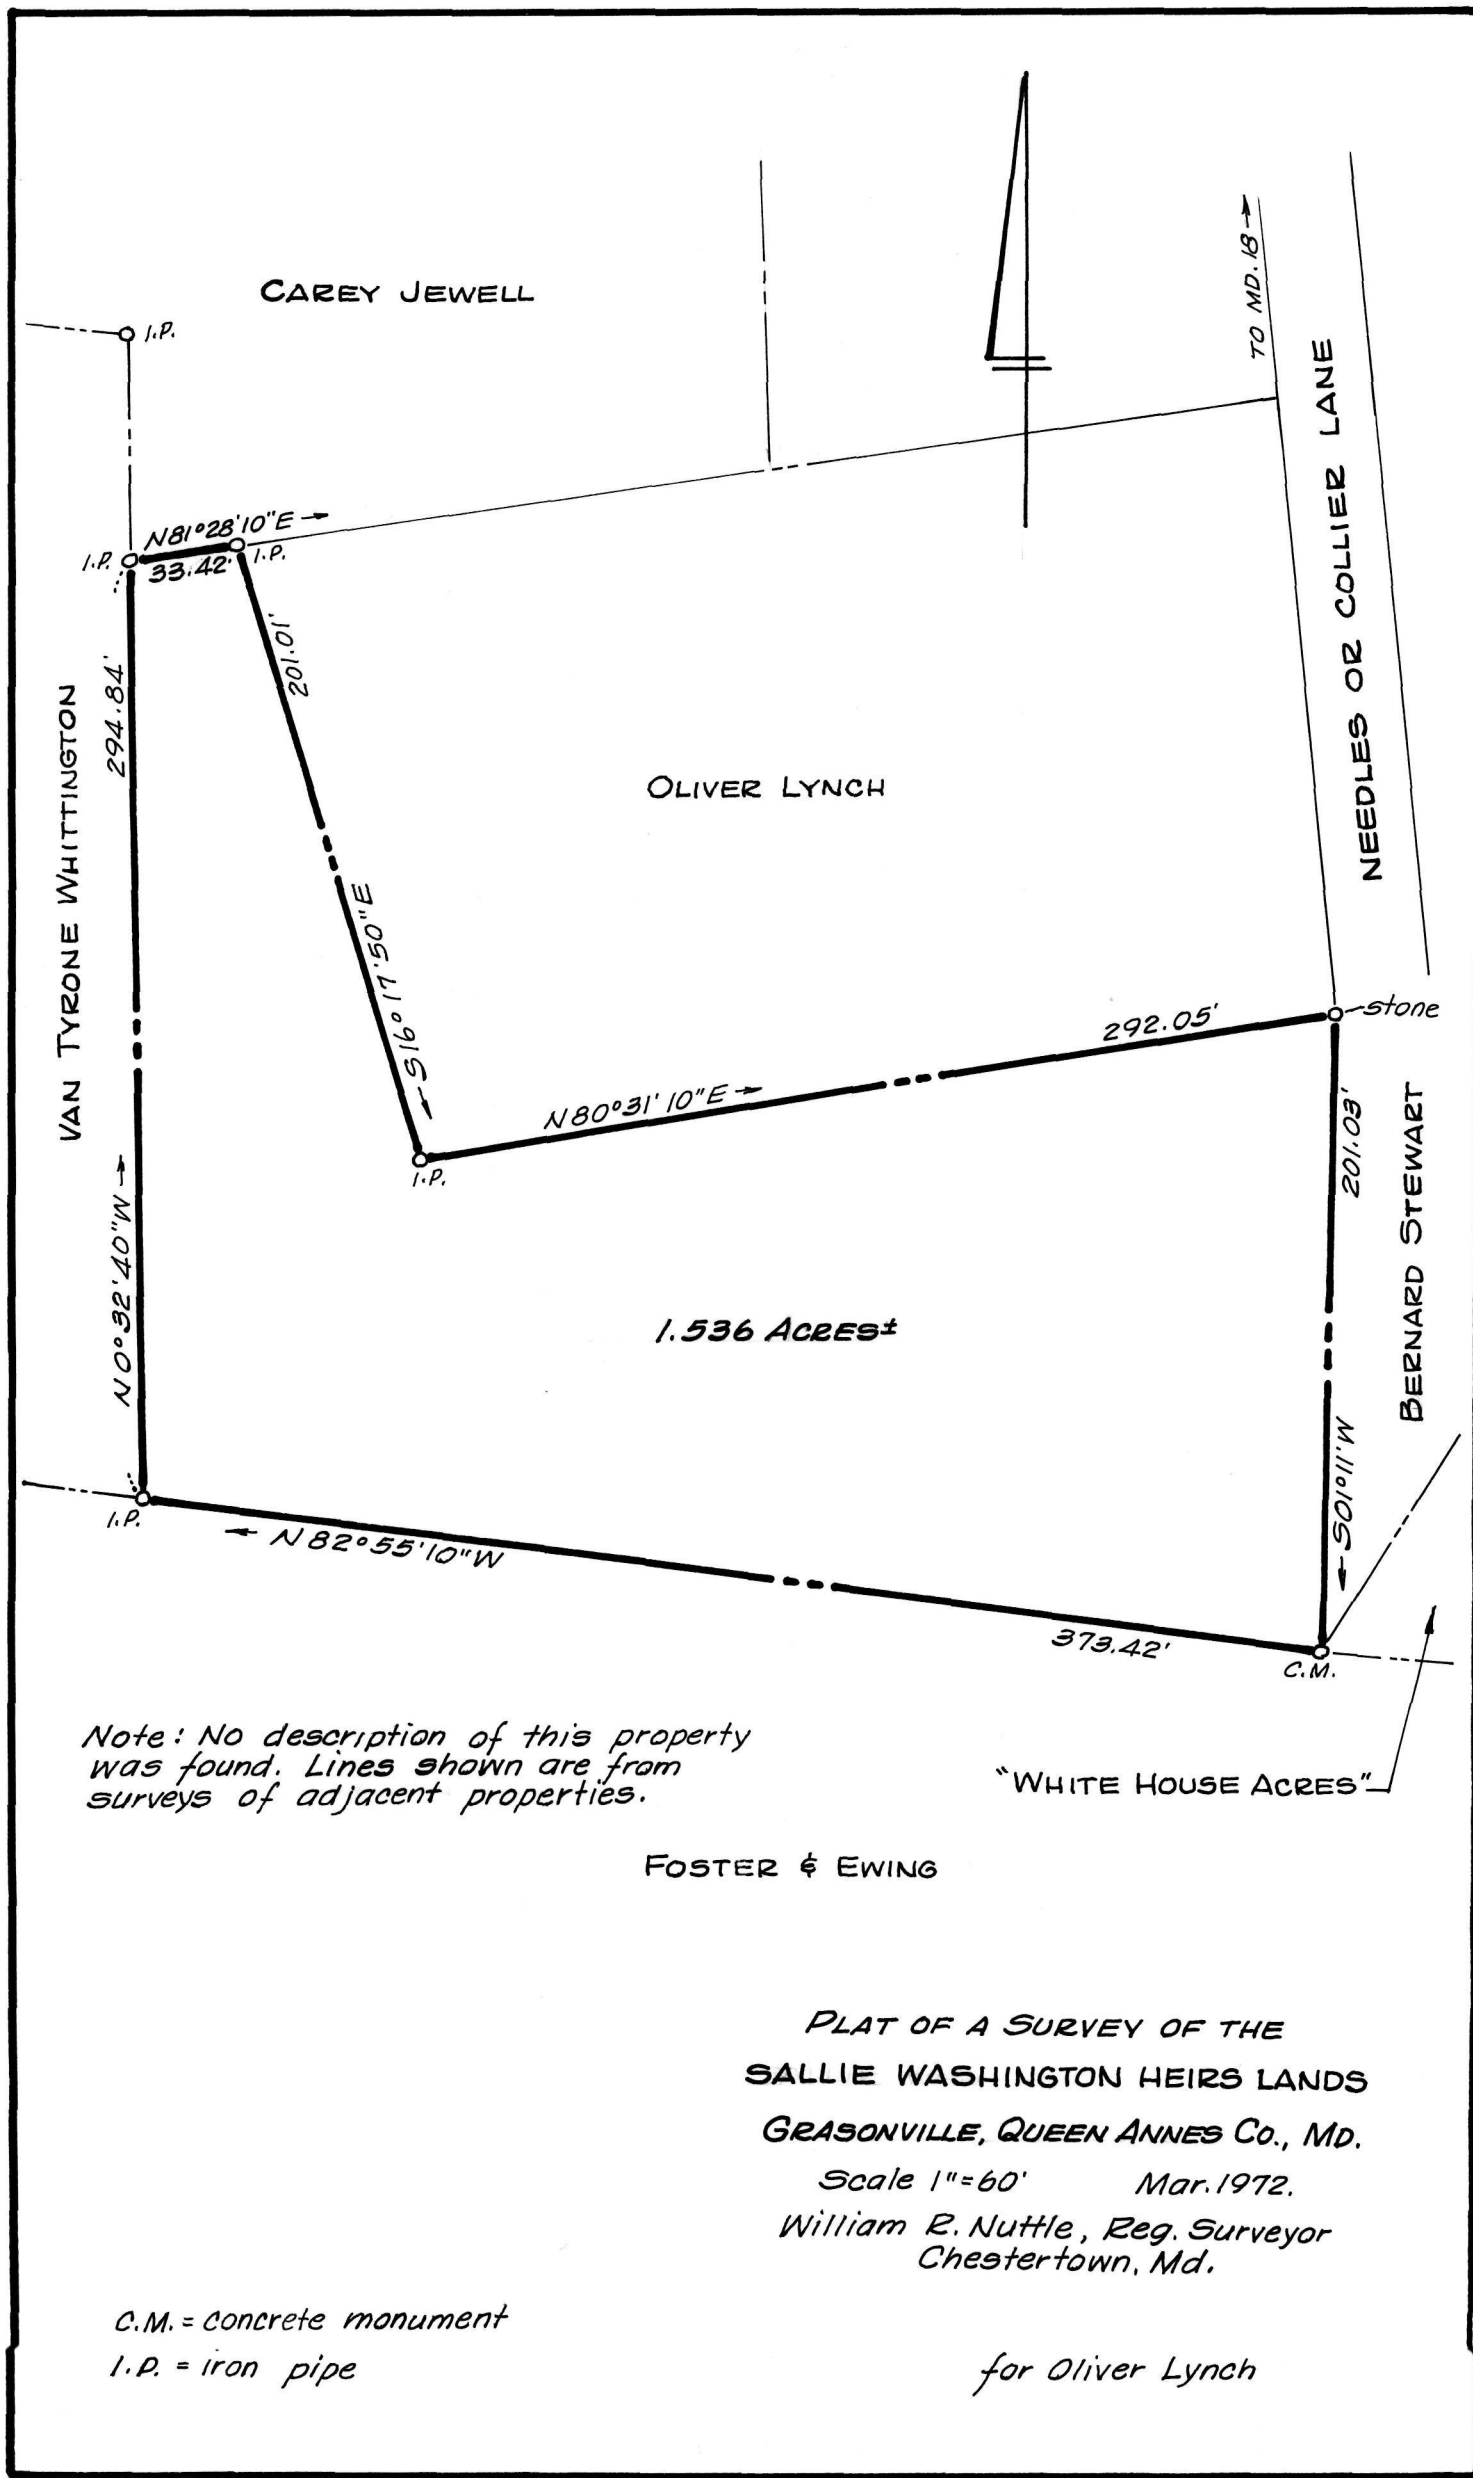 CAREY JEWELL
I.P.
TO MD. 18 →
NEEDLES OR COLLIER LANE
N81°28'10"E →
I.P.
33.42'
I.P.
201.01'
294.84'
VAN TYRONE WHITTINGTON
OLIVER LYNCH
← S16°17'50"E
292.05'
stone
N80°31'10"E →
I.P.
201.03'
BERNARD STEWART
N0°32'40"W →
1.536 ACRES±
← S01°11'W
I.P.
← N82°55'10"W
373.42'
C.M.
Note: No description of this property
was found. Lines shown are from
surveys of adjacent properties.
"WHITE HOUSE ACRES"
FOSTER & EWING
PLAT OF A SURVEY OF THE
SALLIE WASHINGTON HEIRS LANDS
GRASONVILLE, QUEEN ANNES CO., MD.
Scale 1"=60' Mar. 1972.
William R. Nuttle, Reg. Surveyor
Chestertown, Md.
C.M. = concrete monument
I.P. = iron pipe
for Oliver Lynch